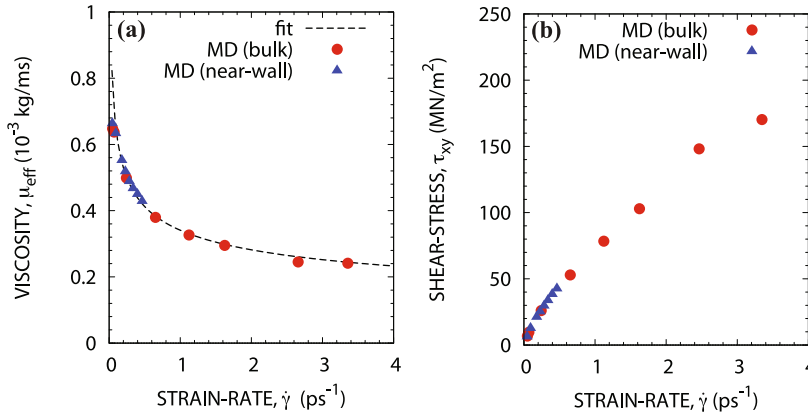 (a)
fit
MD (bulk)
MD (near-wall)
1
0.8
0.6
0.4
0.2
0
0 1 2 3 4
VISCOSITY, μeff (10⁻³ kg/ms)
STRAIN-RATE, γ̇ (ps⁻¹)
(b)
MD (bulk)
MD (near-wall)
250
200
150
100
50
0
0 1 2 3 4
SHEAR-STRESS, τxy (MN/m²)
STRAIN-RATE, γ̇ (ps⁻¹)